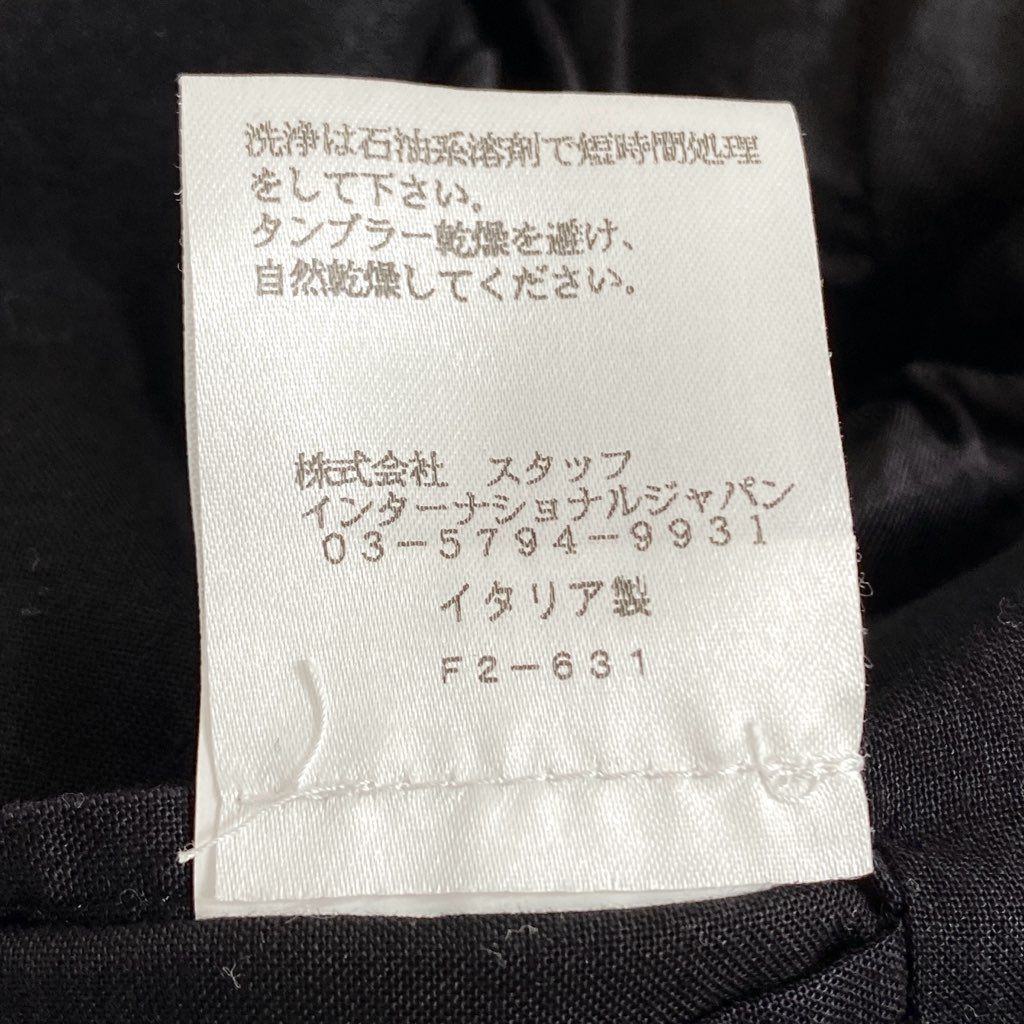 洗浄は石油系溶剤で短時間処理
をして下さい。
タンブラー乾燥を避け、
自然乾燥してください。
株式会社　スタッフ
インターナショナルジャパン
０３－５７９４－９９３１
イタリア製
Ｆ２－６３１